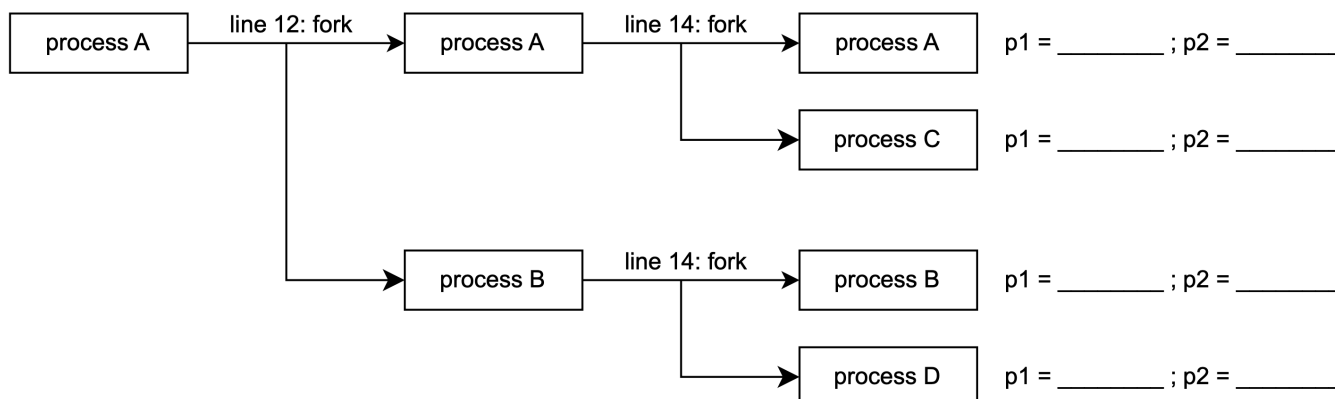 process A line 12: fork process A line 14: fork process A p1 = ________ ; p2 = ________
process C p1 = ________ ; p2 = ________
process B line 14: fork process B p1 = ________ ; p2 = ________
process D p1 = ________ ; p2 = ________